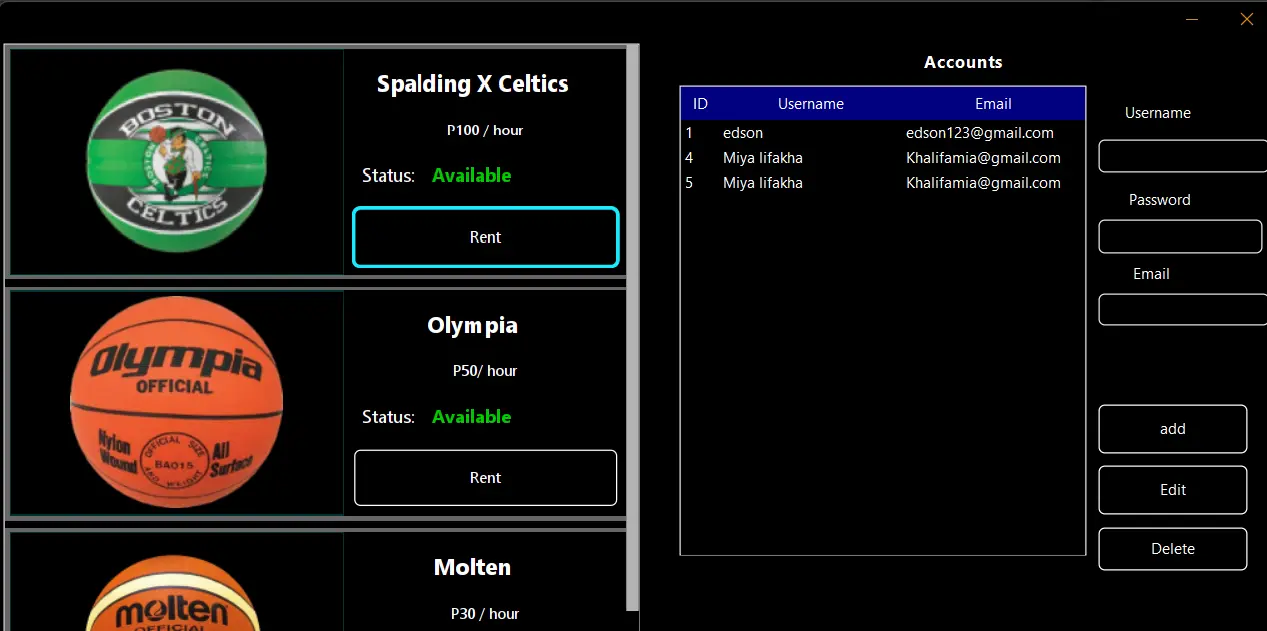 Spalding X Celtics
P100 / hour
Status: Available
Rent
BOSTON
CELTICS
BOSTON
CELTICS
Olympia
P50/ hour
Status: Available
Rent
Olympia
OFFICIAL
Nylon
Wound
OFFICIAL SIZE
BA015
AND WEIGHT
All
Surface
Molten
P30 / hour
molten
OFFICIAL
Accounts
ID Username Email
1 edson edson123@gmail.com
4 Miya lifakha Khalifamia@gmail.com
5 Miya lifakha Khalifamia@gmail.com
Username
Password
Email
add
Edit
Delete